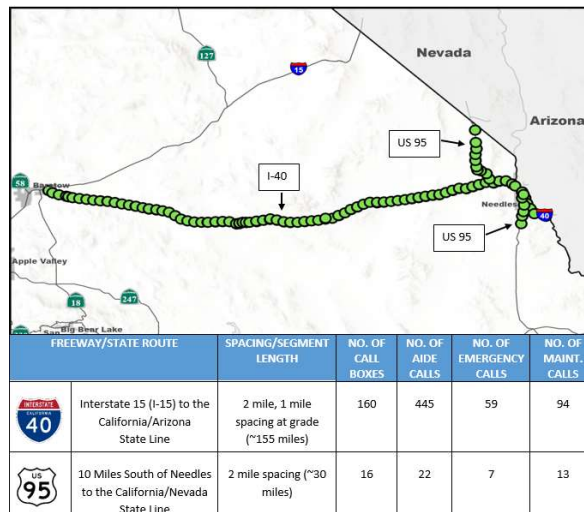 Nevada
127
15
Arizona
US 95
I-40
58
Barstow
Needles
40
US 95
Apple Valley
247
18
San
Big Bear Lake
FREEWAY/STATE ROUTE
SPACING/SEGMENT
LENGTH
NO. OF
CALL
BOXES
NO. OF
AIDE
CALLS
NO. OF
EMERGENCY
CALLS
NO. OF
MAINT.
CALLS
INTERSTATE
CALIFORNIA
40
Interstate 15 (I-15) to the
California/Arizona
State Line
2 mile, 1 mile
spacing at grade
(~155 miles)
160
445
59
94
US
95
10 Miles South of Needles
to the California/Nevada
State Line
2 mile spacing (~30
miles)
16
22
7
13